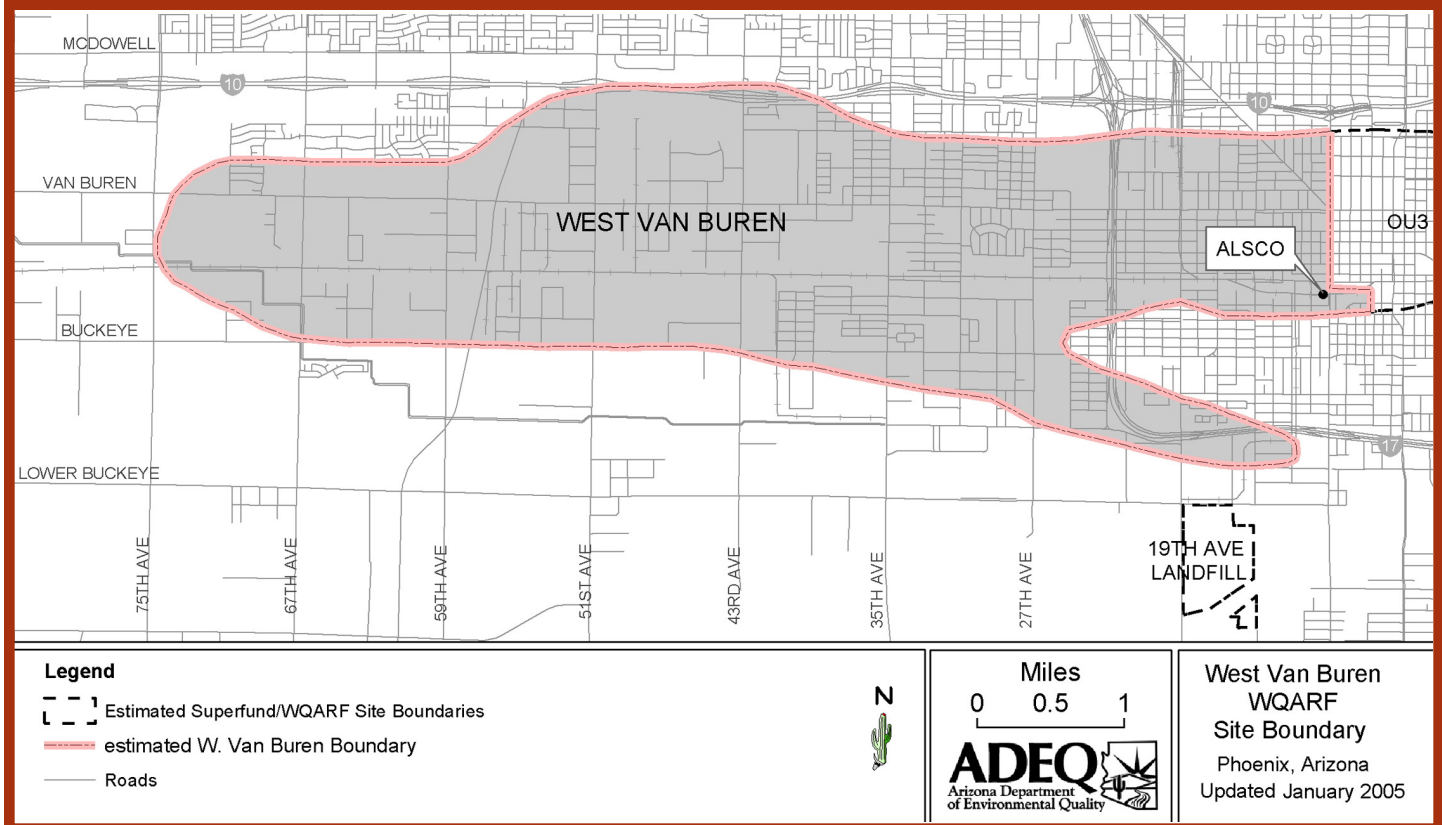 MCDOWELL
10
10
VAN BUREN
WEST VAN BUREN
OU3
ALSCO
BUCKEYE
17
LOWER BUCKEYE
75TH AVE
67TH AVE
59TH AVE
51ST AVE
43RD AVE
35TH AVE
27TH AVE
19TH AVE
LANDFILL
Legend
Estimated Superfund/WQARF Site Boundaries
estimated W. Van Buren Boundary
Roads
N
Miles
0 0.5 1
ADEQ
Arizona Department
of Environmental Quality
West Van Buren
WQARF
Site Boundary
Phoenix, Arizona
Updated January 2005